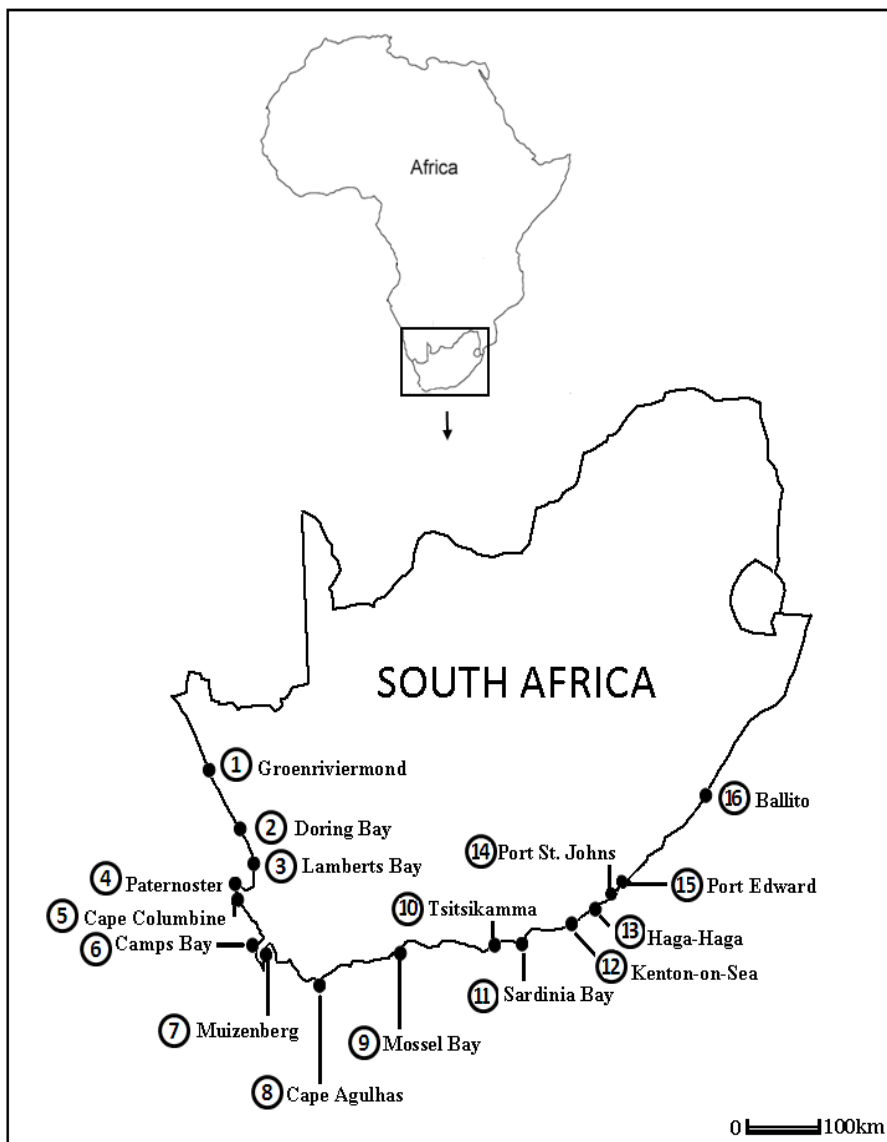 Africa
SOUTH AFRICA
1 Groenriviermond
2 Doring Bay
3 Lamberts Bay
4 Paternoster
5 Cape Columbine
6 Camps Bay
7 Muizenberg
8 Cape Agulhas
9 Mossel Bay
10 Tsitsikamma
11 Sardinia Bay
12 Kenton-on-Sea
13 Haga-Haga
14 Port St. Johns
15 Port Edward
16 Ballito
0 100km